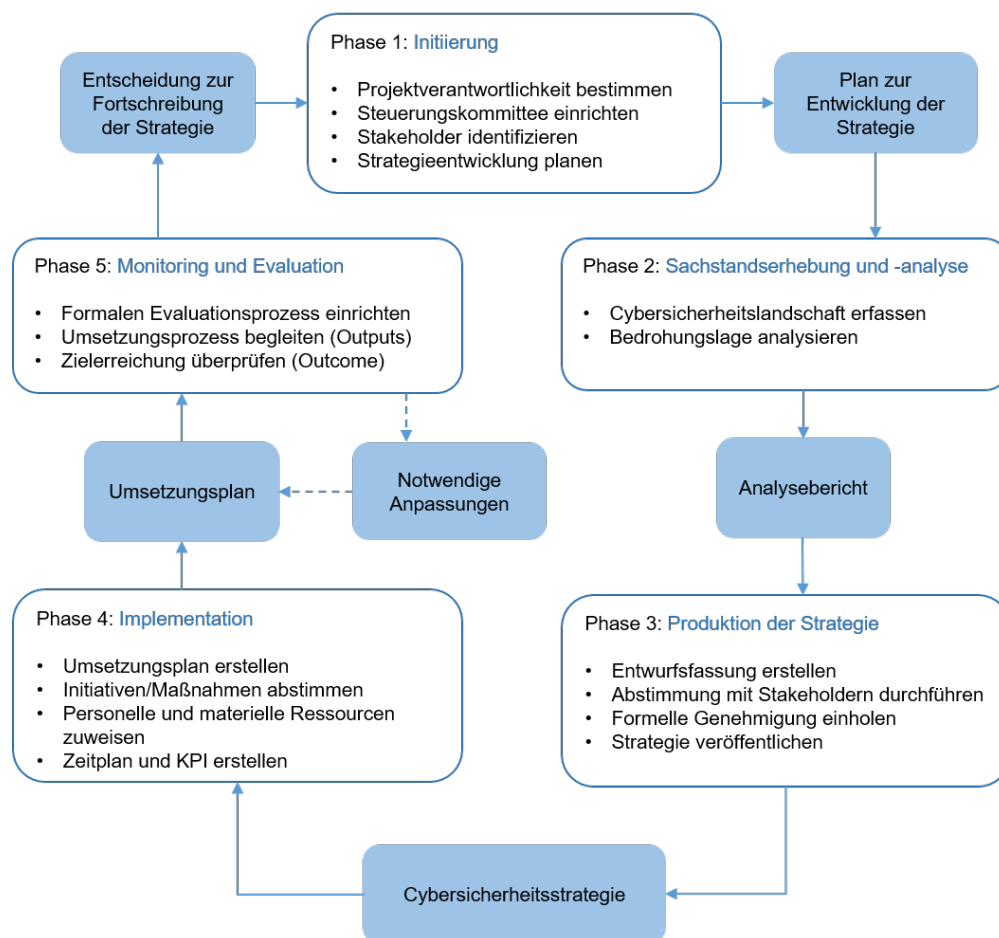 Phase 1: Initiierung
• Projektverantwortlichkeit bestimmen
• Steuerungskommittee einrichten
• Stakeholder identifizieren
• Strategieentwicklung planen
Plan zur
Entwicklung der
Strategie
Phase 2: Sachstandserhebung und -analyse
• Cybersicherheitslandschaft erfassen
• Bedrohungslage analysieren
Analysebericht
Phase 3: Produktion der Strategie
• Entwurfsfassung erstellen
• Abstimmung mit Stakeholdern durchführen
• Formelle Genehmigung einholen
• Strategie veröffentlichen
Cybersicherheitsstrategie
Phase 4: Implementation
• Umsetzungsplan erstellen
• Initiativen/Maßnahmen abstimmen
• Personelle und materielle Ressourcen
zuweisen
• Zeitplan und KPI erstellen
Umsetzungsplan
Notwendige
Anpassungen
Phase 5: Monitoring und Evaluation
• Formalen Evaluationsprozess einrichten
• Umsetzungsprozess begleiten (Outputs)
• Zielerreichung überprüfen (Outcome)
Entscheidung zur
Fortschreibung
der Strategie